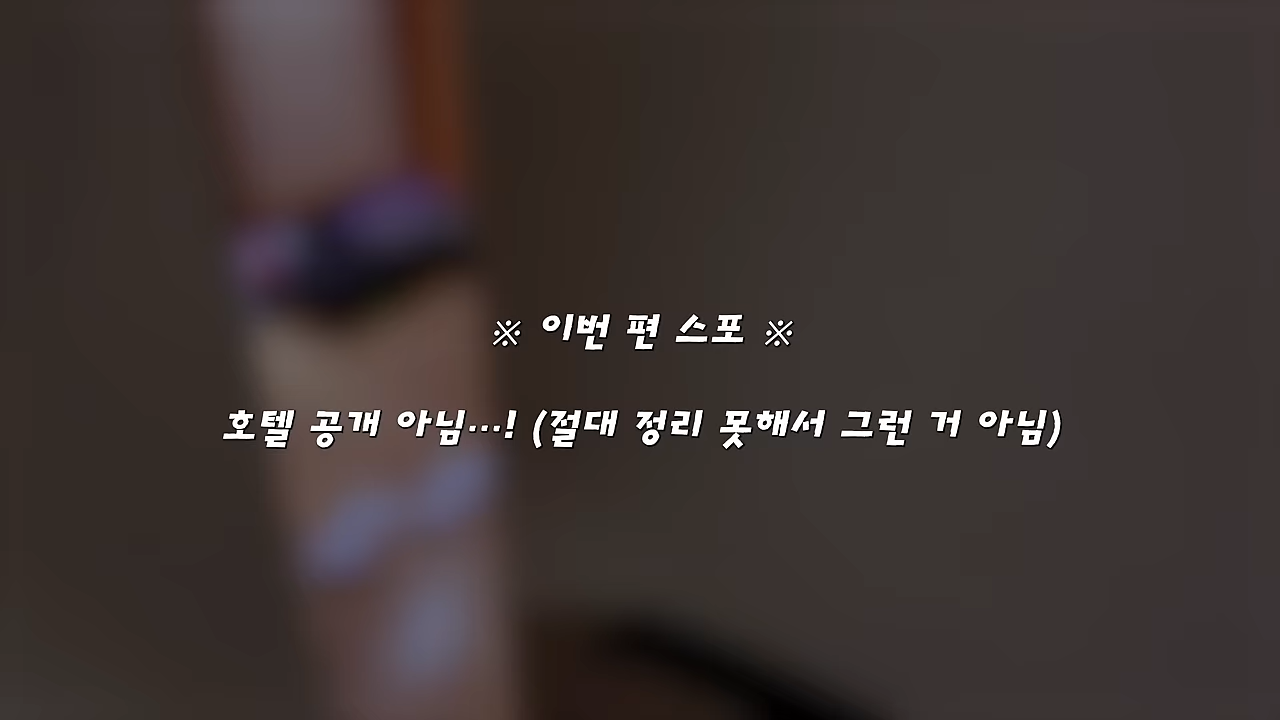 ※ 이번 편 스포 ※
호텔 공개 아님...! (절대 정리 못해서 그런 거 아님)